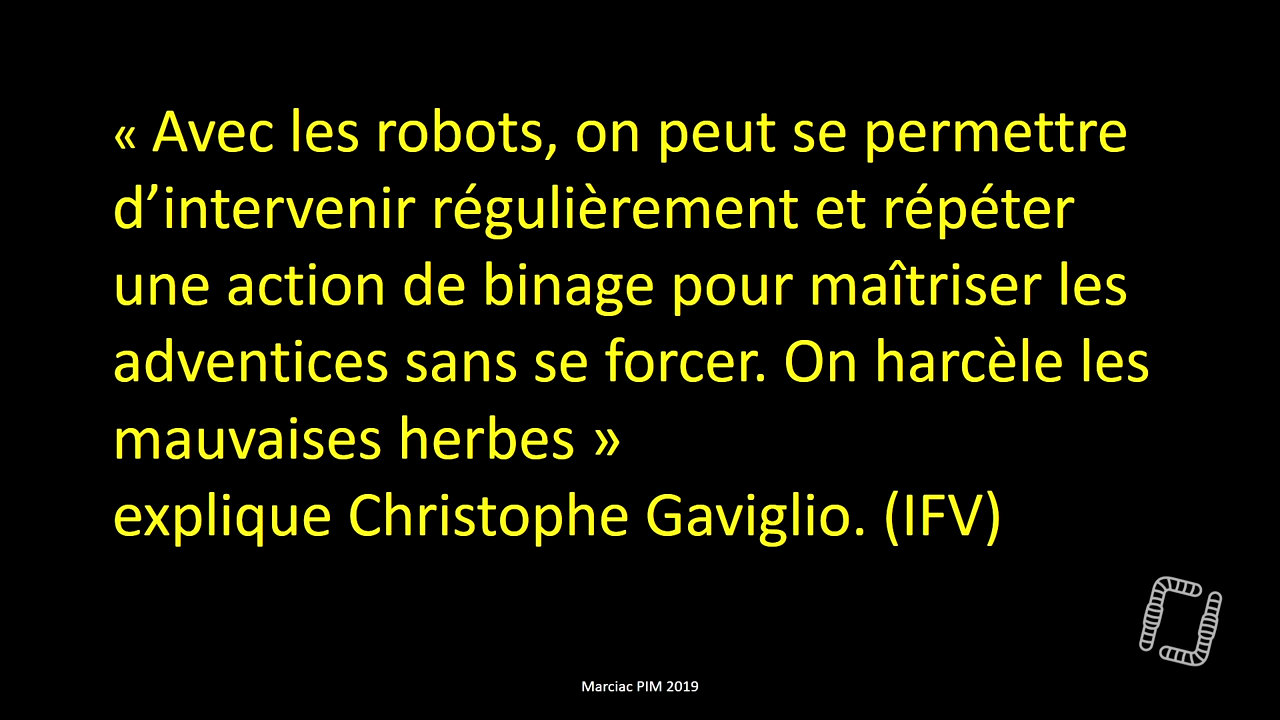 « Avec les robots, on peut se permettre
d’intervenir régulièrement et répéter
une action de binage pour maîtriser les
adventices sans se forcer. On harcèle les
mauvaises herbes »
explique Christophe Gaviglio. (IFV)
Marciac PIM 2019